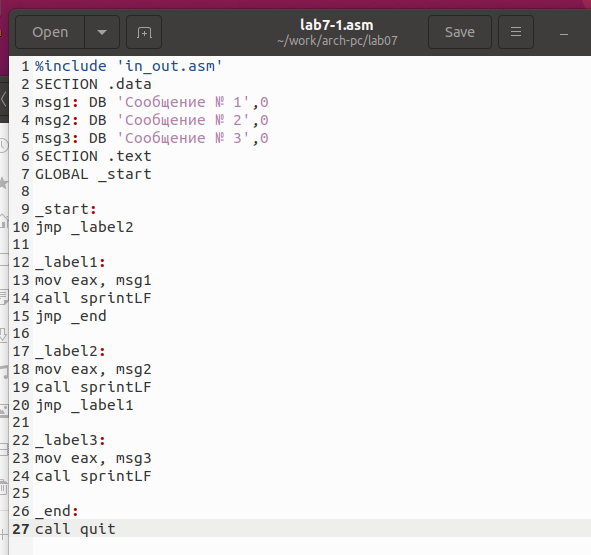 Open
lab7-1.asm
~/work/arch-pc/lab07
Save
1 %include 'in_out.asm'
2 SECTION .data
3 msg1: DB 'Сообщение № 1',0
4 msg2: DB 'Сообщение № 2',0
5 msg3: DB 'Сообщение № 3',0
6 SECTION .text
7 GLOBAL _start
8
9 _start:
10 jmp _label2
11
12 _label1:
13 mov eax, msg1
14 call sprintLF
15 jmp _end
16
17 _label2:
18 mov eax, msg2
19 call sprintLF
20 jmp _label1
21
22 _label3:
23 mov eax, msg3
24 call sprintLF
25
26 _end:
27 call quit